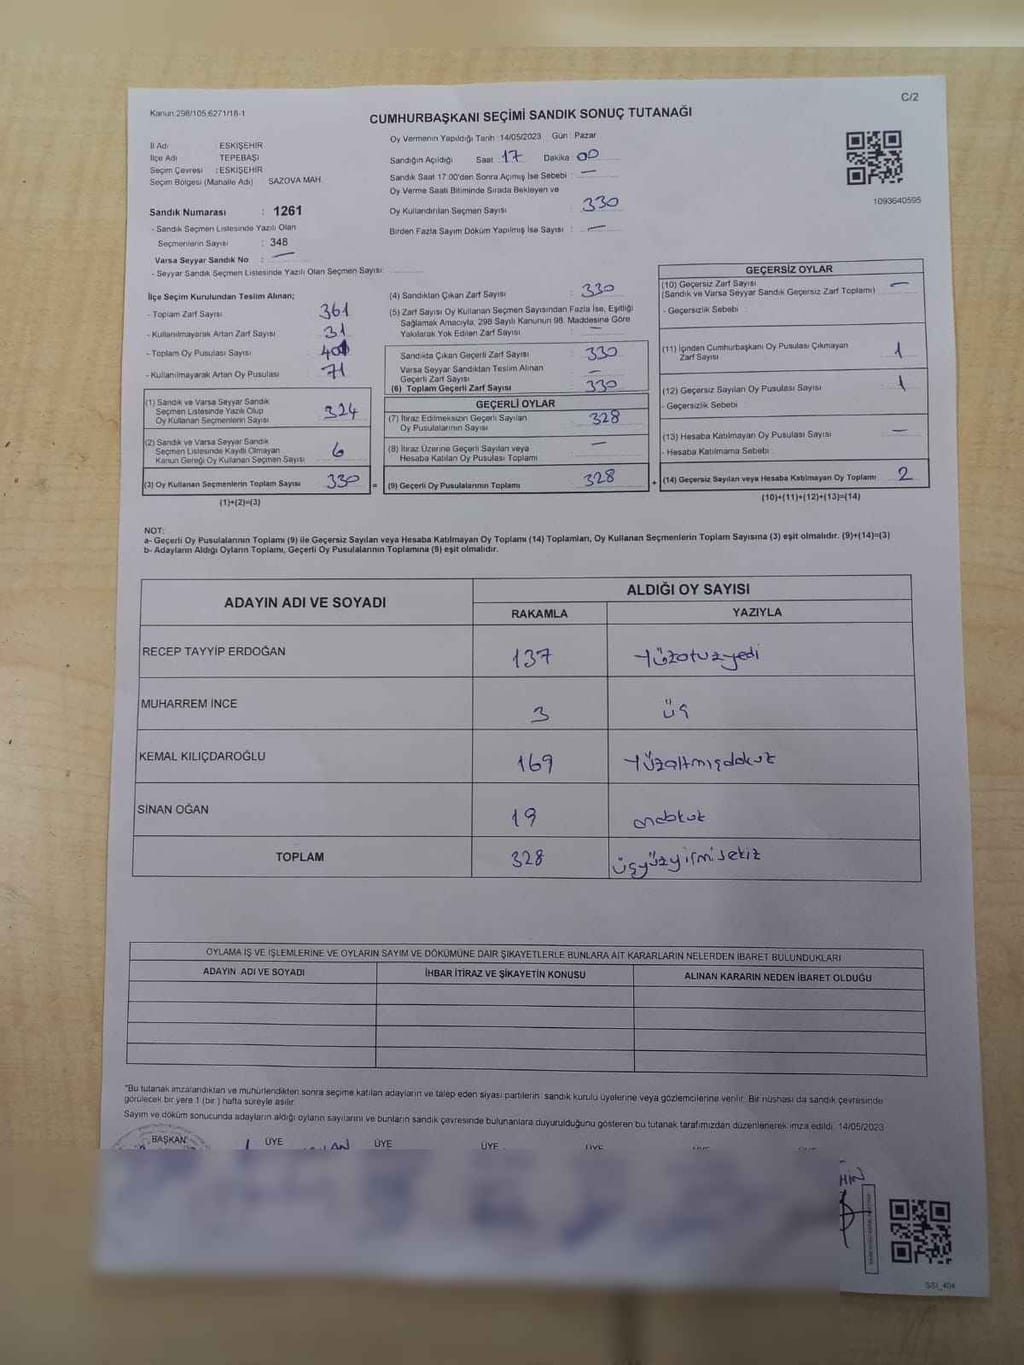 C/2
Kanun:298/105,6271/18-1
CUMHURBAŞKANI SEÇİMİ SANDIK SONUÇ TUTANAĞI
İl Adı : ESKİŞEHİR
İlçe Adı : TEPEBAŞI
Seçim Çevresi : ESKİŞEHİR
Seçim Bölgesi (Mahalle Adı) SAZOVA MAH.
Sandık Numarası : 1261
- Sandık Seçmen Listesinde Yazılı Olan
Seçmenlerin Sayısı : 348
Varsa Seyyar Sandık No : —
- Seyyar Sandık Seçmen Listesinde Yazılı Olan Seçmen Sayısı:
Oy Vermenin Yapıldığı Tarih :14/05/2023 Gün : Pazar
Sandığın Açıldığı Saat : 17 Dakika : 00
Sandık Saat 17:00'den Sonra Açımış İse Sebebi : —
Oy Verme Saati Bitiminde Sırada Bekleyen ve
Oy Kullandırılan Seçmen Sayısı : 330
Birden Fazla Sayım Döküm Yapılmış İse Sayısı : —
1093640595
İlçe Seçim Kurulundan Teslim Alınan;
- Toplam Zarf Sayısı : 361
- Kullanılmayarak Artan Zarf Sayısı : 31
- Toplam Oy Pusulası Sayısı : 401
- Kullanılmayarak Artan Oy Pusulası : 71
(1) Sandık ve Varsa Seyyar Sandık
Seçmen Listesinde Yazılı Olup
Oy Kullanan Seçmenlerin Sayısı : 324
(2) Sandık ve Varsa Seyyar Sandık
Seçmen Listesinde Kayıtlı Olmayan
Kanun Gereği Oy Kullanan Seçmen Sayısı : 6
(3) Oy Kullanan Seçmenlerin Toplam Sayısı : 330 =
(1)+(2)=(3)
(4) Sandıktan Çıkan Zarf Sayısı : 330
(5) Zarf Sayısı Oy Kullanan Seçmen Sayısından Fazla İse, Eşitliği
Sağlamak Amacıyla, 298 Sayılı Kanunun 98. Maddesine Göre
Yakılarak Yok Edilen Zarf Sayısı : —
Sandıkta Çıkan Geçerli Zarf Sayısı : 330
Varsa Seyyar Sandıktan Teslim Alınan
Geçerli Zarf Sayısı : —
(6) Toplam Geçerli Zarf Sayısı : 330
GEÇERLİ OYLAR
(7) İtiraz Edilmeksizin Geçerli Sayılan
Oy Pusulalarının Sayısı : 328
(8) İtiraz Üzerine Geçerli Sayılan veya
Hesaba Katılan Oy Pusulası Toplamı : —
(9) Geçerli Oy Pusulalarının Toplamı : 328 +
GEÇERSİZ OYLAR
(10) Geçersiz Zarf Sayısı : —
(Sandık ve Varsa Seyyar Sandık Geçersiz Zarf Toplamı)
- Geçersizlik Sebebi :
(11) İçinden Cumhurbaşkanı Oy Pusulası Çıkmayan
Zarf Sayısı : 1
(12) Geçersiz Sayılan Oy Pusulası Sayısı : 1
- Geçersizlik Sebebi :
(13) Hesaba Katılmayan Oy Pusulası Sayısı : —
- Hesaba Katılmama Sebebi :
(14) Geçersiz Sayılan veya Hesaba Katılmayan Oy Toplamı : 2
(10)+(11)+(12)+(13)=(14)
NOT:
a- Geçerli Oy Pusulalarının Toplamı (9) ile Geçersiz Sayılan veya Hesaba Katılmayan Oy Toplamı (14) Toplamları, Oy Kullanan Seçmenlerin Toplam Sayısına (3) eşit olmalıdır. (9)+(14)=(3)
b- Adayların Aldığı Oyların Toplamı, Geçerli Oy Pusulalarının Toplamına (9) eşit olmalıdır.
ADAYIN ADI VE SOYADI ALDIĞI OY SAYISI
RAKAMLA YAZIYLA
RECEP TAYYİP ERDOĞAN 137 Yüzotuzyedi
MUHARREM İNCE 3 üç
KEMAL KILIÇDAROĞLU 169 Yüzaltmışdokuz
SİNAN OĞAN 19 ondokuz
TOPLAM 328 üçyüzyirmisekiz
OYLAMA İŞ VE İŞLEMLERİNE VE OYLARIN SAYIM VE DÖKÜMÜNE DAİR ŞİKAYETLERLE BUNLARA AİT KARARLARIN NELERDEN İBARET BULUNDUKLARI
ADAYIN ADI VE SOYADI İHBAR İTİRAZ VE ŞİKAYETİN KONUSU ALINAN KARARIN NEDEN İBARET OLDUĞU
"Bu tutanak imzalandıktan ve mühürlendikten sonra seçime katılan adayların ve talep eden siyasi partilerin sandık kurulu üyelerine veya gözlemcilerine verilir. Bir nüshası da sandık çevresinde
görülecek bir yere 1 (bir ) hafta süreyle asılır.
Sayım ve döküm sonucunda adayların aldığı oyların sayılarını ve bunların sandık çevresinde bulunanlara duyurulduğunu gösteren bu tutanak tarafımızdan düzenlenerek imza edildi. 14/05/2023
BAŞKAN ÜYE ÜYE ÜYE ÜYE